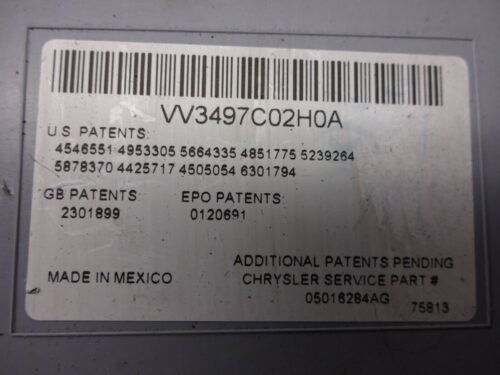 VV3497C02H0A
U.S. PATENTS:
4546551 4953305 5664335 4851775 5239264
5878370 4425717 4505054 6301794
GB PATENTS: EPO PATENTS:
2301899 0120691
ADDITIONAL PATENTS PENDING
MADE IN MEXICO CHRYSLER SERVICE PART #
05016284AG 75813